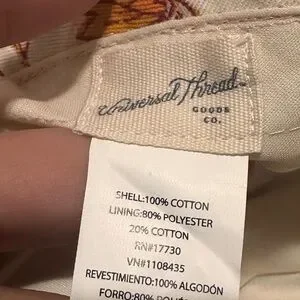 Universal Thread
GOODS
CO.
SHELL:100% COTTON
LINING:80% POLYESTER
20% COTTON
RN#17730
VN#1108435
REVESTIMIENTO:100% ALGODÓN
FORRO:80%